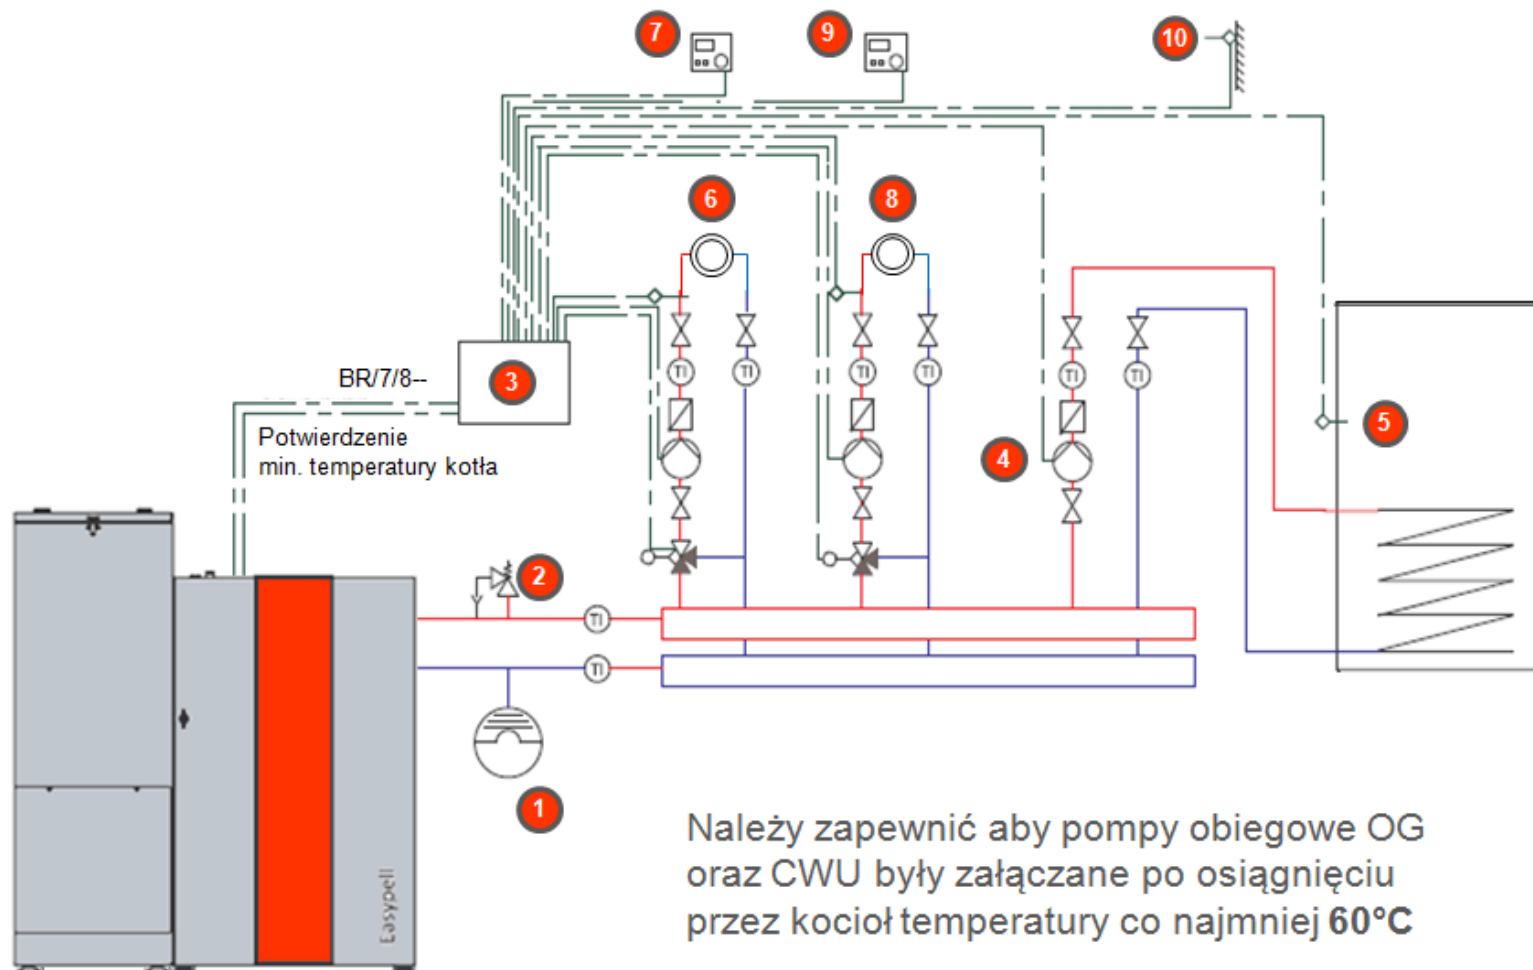 7
9
10
6
8
TI
TI
TI
TI
TI
TI
BR/7/8--
3
5
Potwierdzenie
min. temperatury kotła
4
2
TI
TI
1
Easypell
Należy zapewnić aby pompy obiegowe OG
oraz CWU były załączane po osiągnięciu
przez kocioł temperatury co najmniej 60°C